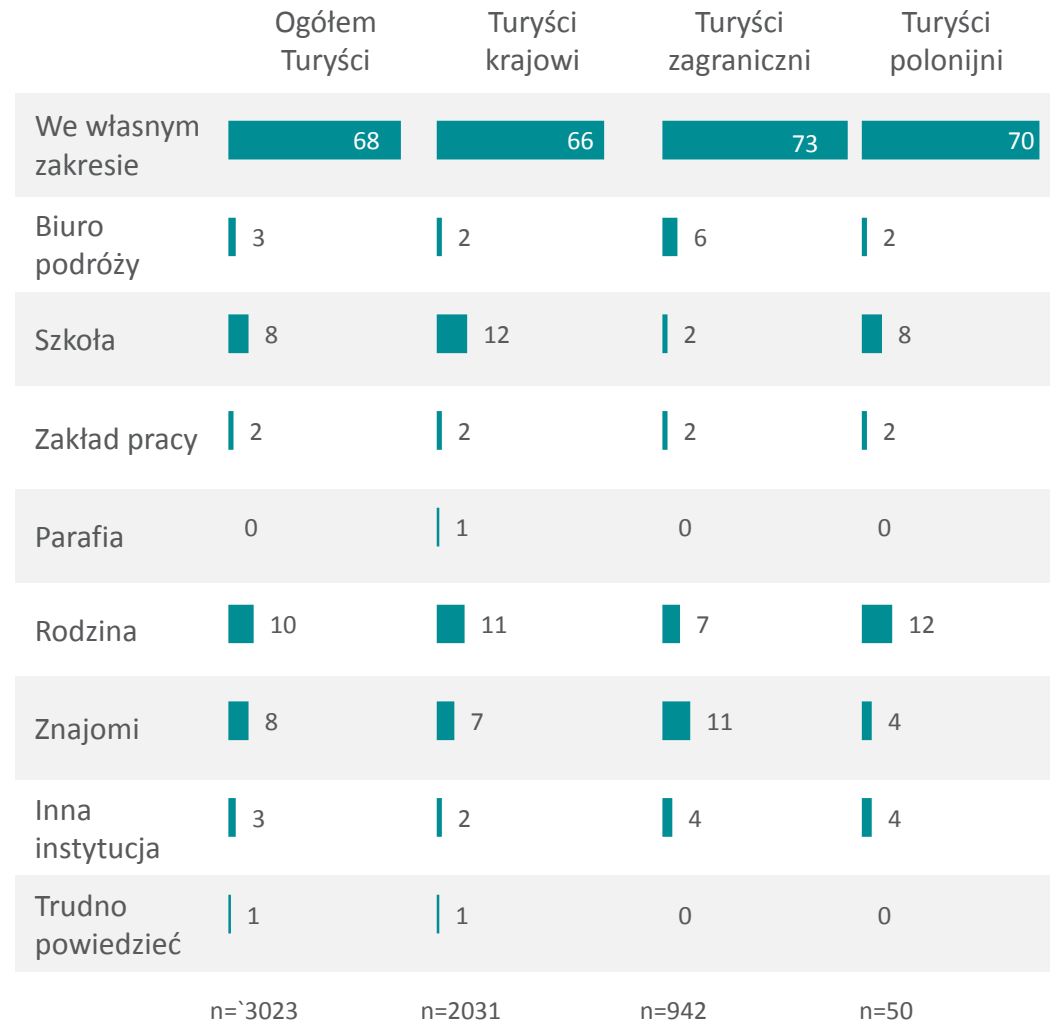 Ogółem Turyści
Turyści krajowi
Turyści zagraniczni
Turyści polonijni
We własnym zakresie
68 66 73 70
Biuro podróży
3 2 6 2
Szkoła
8 12 2 8
Zakład pracy
2 2 2 2
Parafia
0 1 0 0
Rodzina
10 11 7 12
Znajomi
8 7 11 4
Inna instytucja
3 2 4 4
Trudno powiedzieć
1 1 0 0
n=`3023 n=2031 n=942 n=50